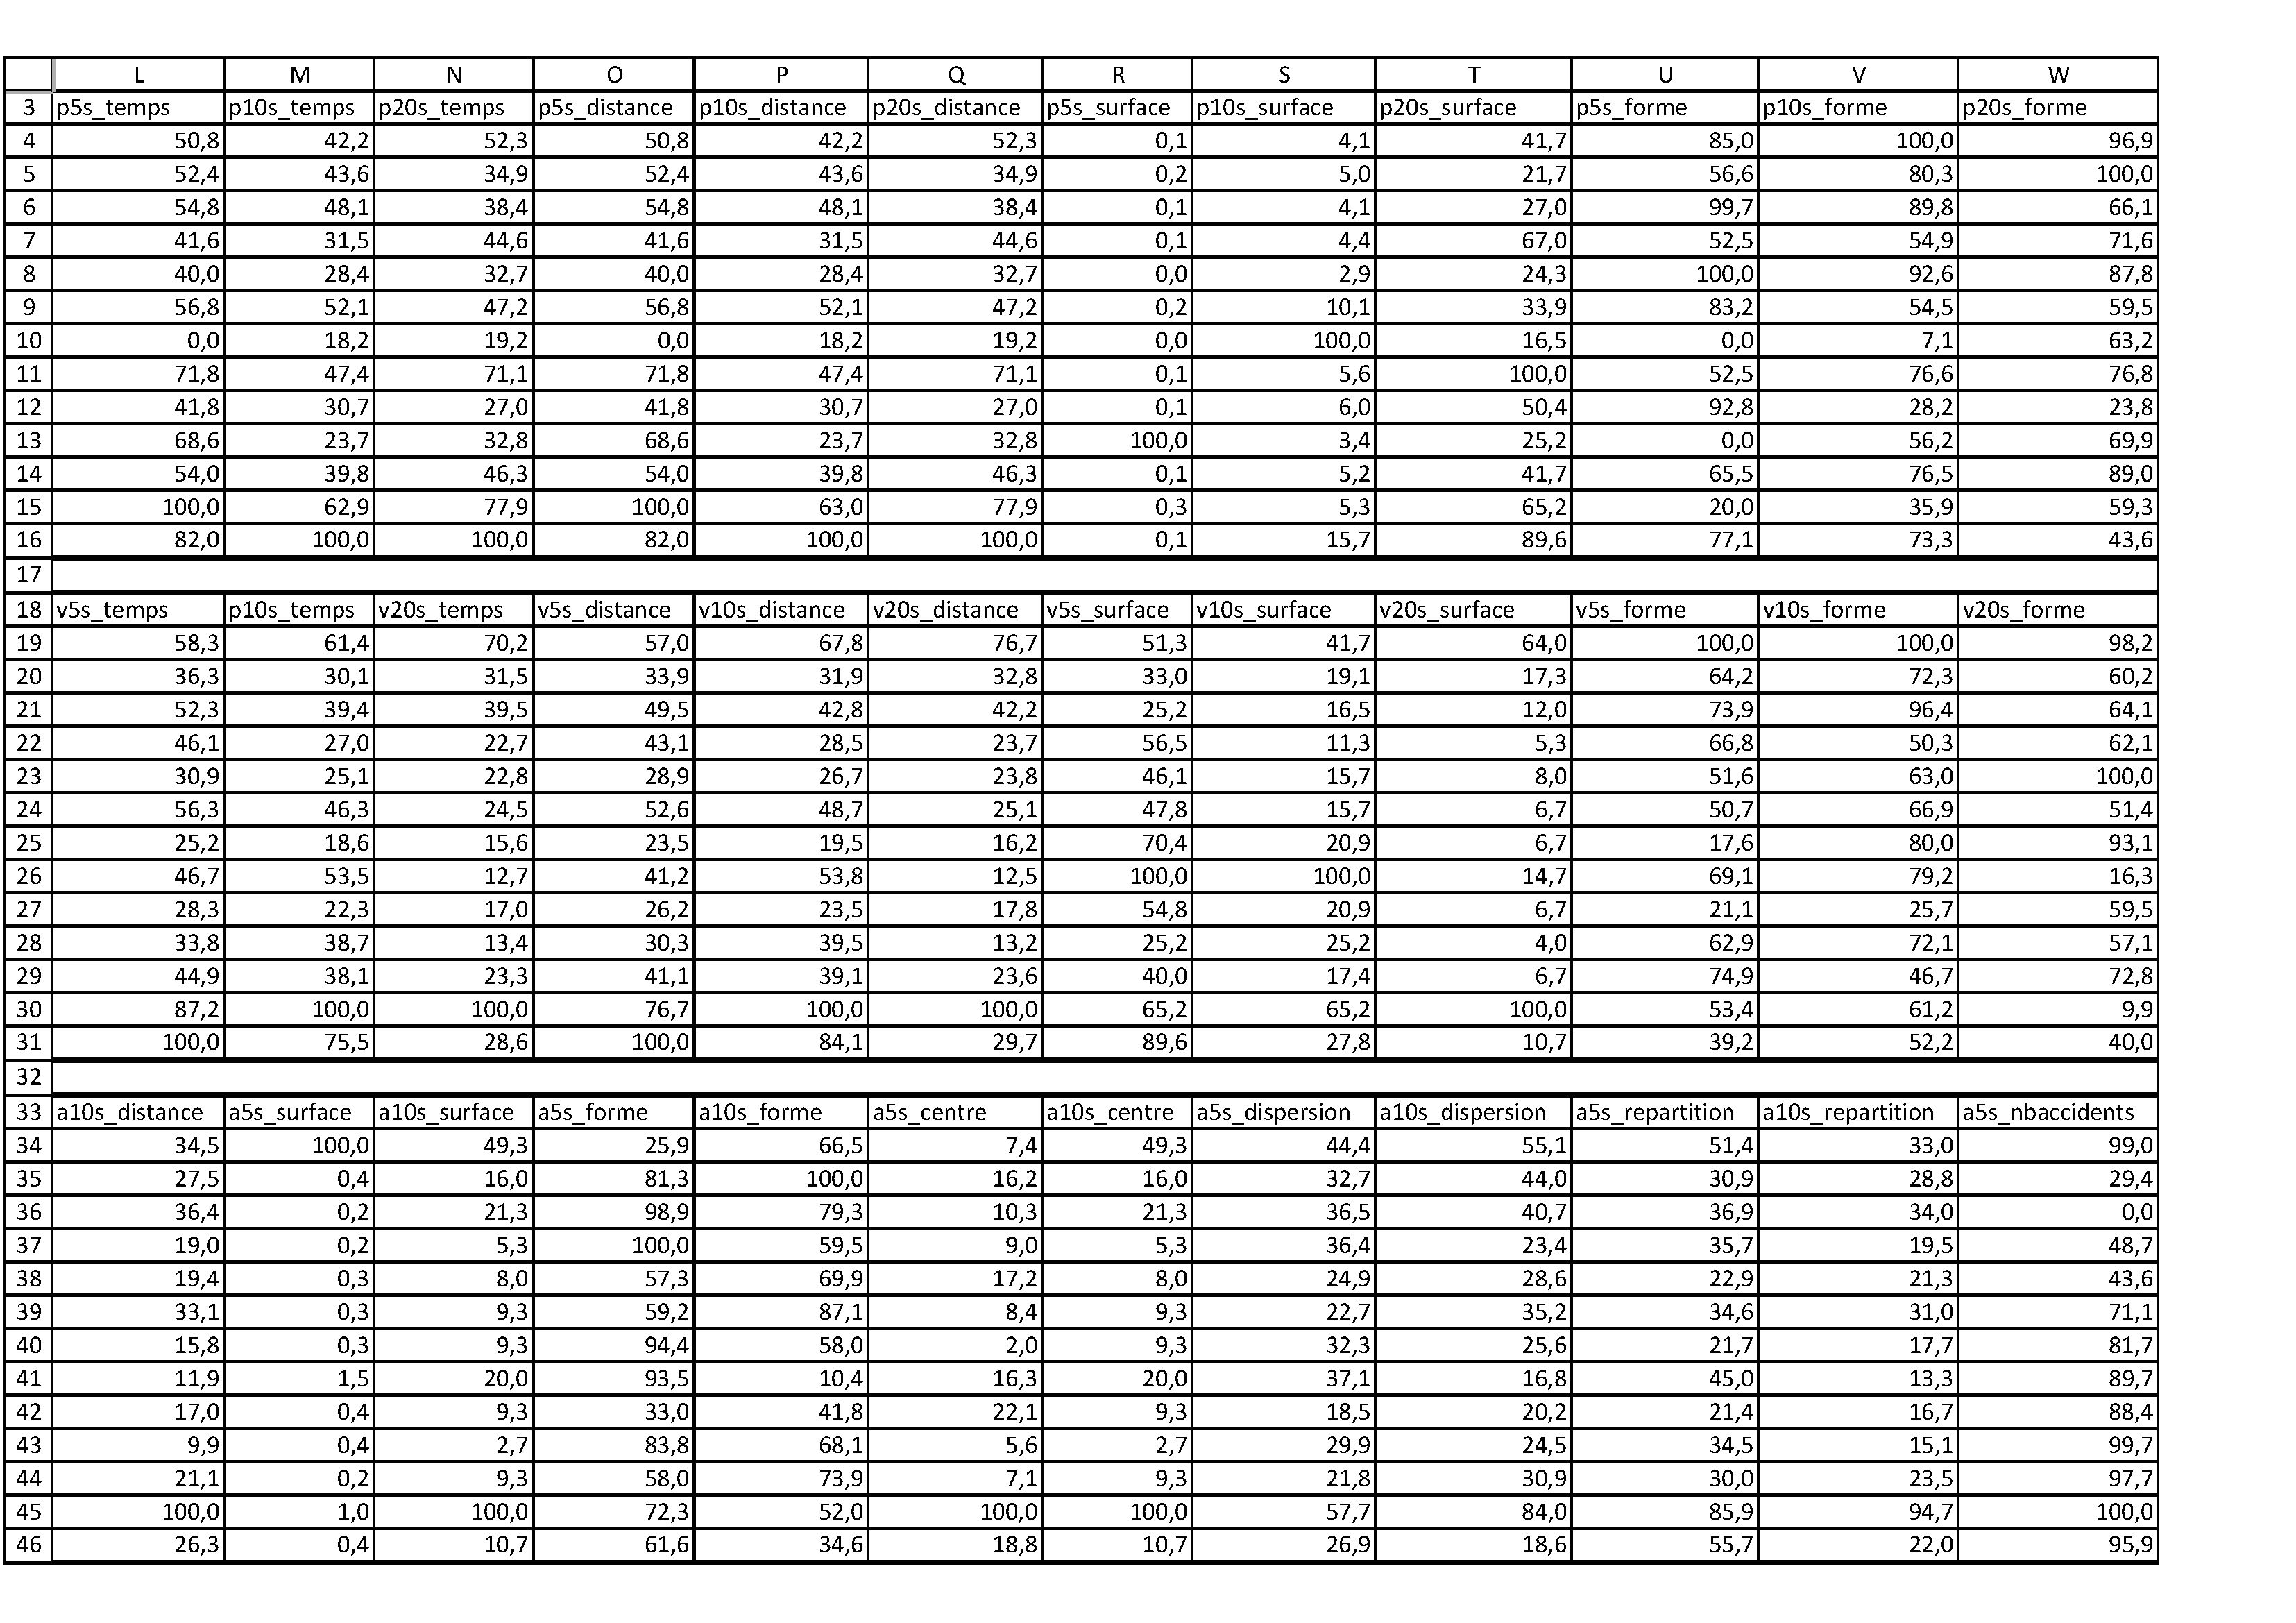 L M N O P Q R S T U V W
3 p5s_temps p10s_temps p20s_temps p5s_distance p10s_distance p20s_distance p5s_surface p10s_surface p20s_surface p5s_forme p10s_forme p20s_forme
4 50,8 42,2 52,3 50,8 42,2 52,3 0,1 4,1 41,7 85,0 100,0 96,9
5 52,4 43,6 34,9 52,4 43,6 34,9 0,2 5,0 21,7 56,6 80,3 100,0
6 54,8 48,1 38,4 54,8 48,1 38,4 0,1 4,1 27,0 99,7 89,8 66,1
7 41,6 31,5 44,6 41,6 31,5 44,6 0,1 4,4 67,0 52,5 54,9 71,6
8 40,0 28,4 32,7 40,0 28,4 32,7 0,0 2,9 24,3 100,0 92,6 87,8
9 56,8 52,1 47,2 56,8 52,1 47,2 0,2 10,1 33,9 83,2 54,5 59,5
10 0,0 18,2 19,2 0,0 18,2 19,2 0,0 100,0 16,5 0,0 7,1 63,2
11 71,8 47,4 71,1 71,8 47,4 71,1 0,1 5,6 100,0 52,5 76,6 76,8
12 41,8 30,7 27,0 41,8 30,7 27,0 0,1 6,0 50,4 92,8 28,2 23,8
13 68,6 23,7 32,8 68,6 23,7 32,8 100,0 3,4 25,2 0,0 56,2 69,9
14 54,0 39,8 46,3 54,0 39,8 46,3 0,1 5,2 41,7 65,5 76,5 89,0
15 100,0 62,9 77,9 100,0 63,0 77,9 0,3 5,3 65,2 20,0 35,9 59,3
16 82,0 100,0 100,0 82,0 100,0 100,0 0,1 15,7 89,6 77,1 73,3 43,6
17
18 v5s_temps p10s_temps v20s_temps v5s_distance v10s_distance v20s_distance v5s_surface v10s_surface v20s_surface v5s_forme v10s_forme v20s_forme
19 58,3 61,4 70,2 57,0 67,8 76,7 51,3 41,7 64,0 100,0 100,0 98,2
20 36,3 30,1 31,5 33,9 31,9 32,8 33,0 19,1 17,3 64,2 72,3 60,2
21 52,3 39,4 39,5 49,5 42,8 42,2 25,2 16,5 12,0 73,9 96,4 64,1
22 46,1 27,0 22,7 43,1 28,5 23,7 56,5 11,3 5,3 66,8 50,3 62,1
23 30,9 25,1 22,8 28,9 26,7 23,8 46,1 15,7 8,0 51,6 63,0 100,0
24 56,3 46,3 24,5 52,6 48,7 25,1 47,8 15,7 6,7 50,7 66,9 51,4
25 25,2 18,6 15,6 23,5 19,5 16,2 70,4 20,9 6,7 17,6 80,0 93,1
26 46,7 53,5 12,7 41,2 53,8 12,5 100,0 100,0 14,7 69,1 79,2 16,3
27 28,3 22,3 17,0 26,2 23,5 17,8 54,8 20,9 6,7 21,1 25,7 59,5
28 33,8 38,7 13,4 30,3 39,5 13,2 25,2 25,2 4,0 62,9 72,1 57,1
29 44,9 38,1 23,3 41,1 39,1 23,6 40,0 17,4 6,7 74,9 46,7 72,8
30 87,2 100,0 100,0 76,7 100,0 100,0 65,2 65,2 100,0 53,4 61,2 9,9
31 100,0 75,5 28,6 100,0 84,1 29,7 89,6 27,8 10,7 39,2 52,2 40,0
32
33 a10s_distance a5s_surface a10s_surface a5s_forme a10s_forme a5s_centre a10s_centre a5s_dispersion a10s_dispersion a5s_repartition a10s_repartition a5s_nbaccidents
34 34,5 100,0 49,3 25,9 66,5 7,4 49,3 44,4 55,1 51,4 33,0 99,0
35 27,5 0,4 16,0 81,3 100,0 16,2 16,0 32,7 44,0 30,9 28,8 29,4
36 36,4 0,2 21,3 98,9 79,3 10,3 21,3 36,5 40,7 36,9 34,0 0,0
37 19,0 0,2 5,3 100,0 59,5 9,0 5,3 36,4 23,4 35,7 19,5 48,7
38 19,4 0,3 8,0 57,3 69,9 17,2 8,0 24,9 28,6 22,9 21,3 43,6
39 33,1 0,3 9,3 59,2 87,1 8,4 9,3 22,7 35,2 34,6 31,0 71,1
40 15,8 0,3 9,3 94,4 58,0 2,0 9,3 32,3 25,6 21,7 17,7 81,7
41 11,9 1,5 20,0 93,5 10,4 16,3 20,0 37,1 16,8 45,0 13,3 89,7
42 17,0 0,4 9,3 33,0 41,8 22,1 9,3 18,5 20,2 21,4 16,7 88,4
43 9,9 0,4 2,7 83,8 68,1 5,6 2,7 29,9 24,5 34,5 15,1 99,7
44 21,1 0,2 9,3 58,0 73,9 7,1 9,3 21,8 30,9 30,0 23,5 97,7
45 100,0 1,0 100,0 72,3 52,0 100,0 100,0 57,7 84,0 85,9 94,7 100,0
46 26,3 0,4 10,7 61,6 34,6 18,8 10,7 26,9 18,6 55,7 22,0 95,9